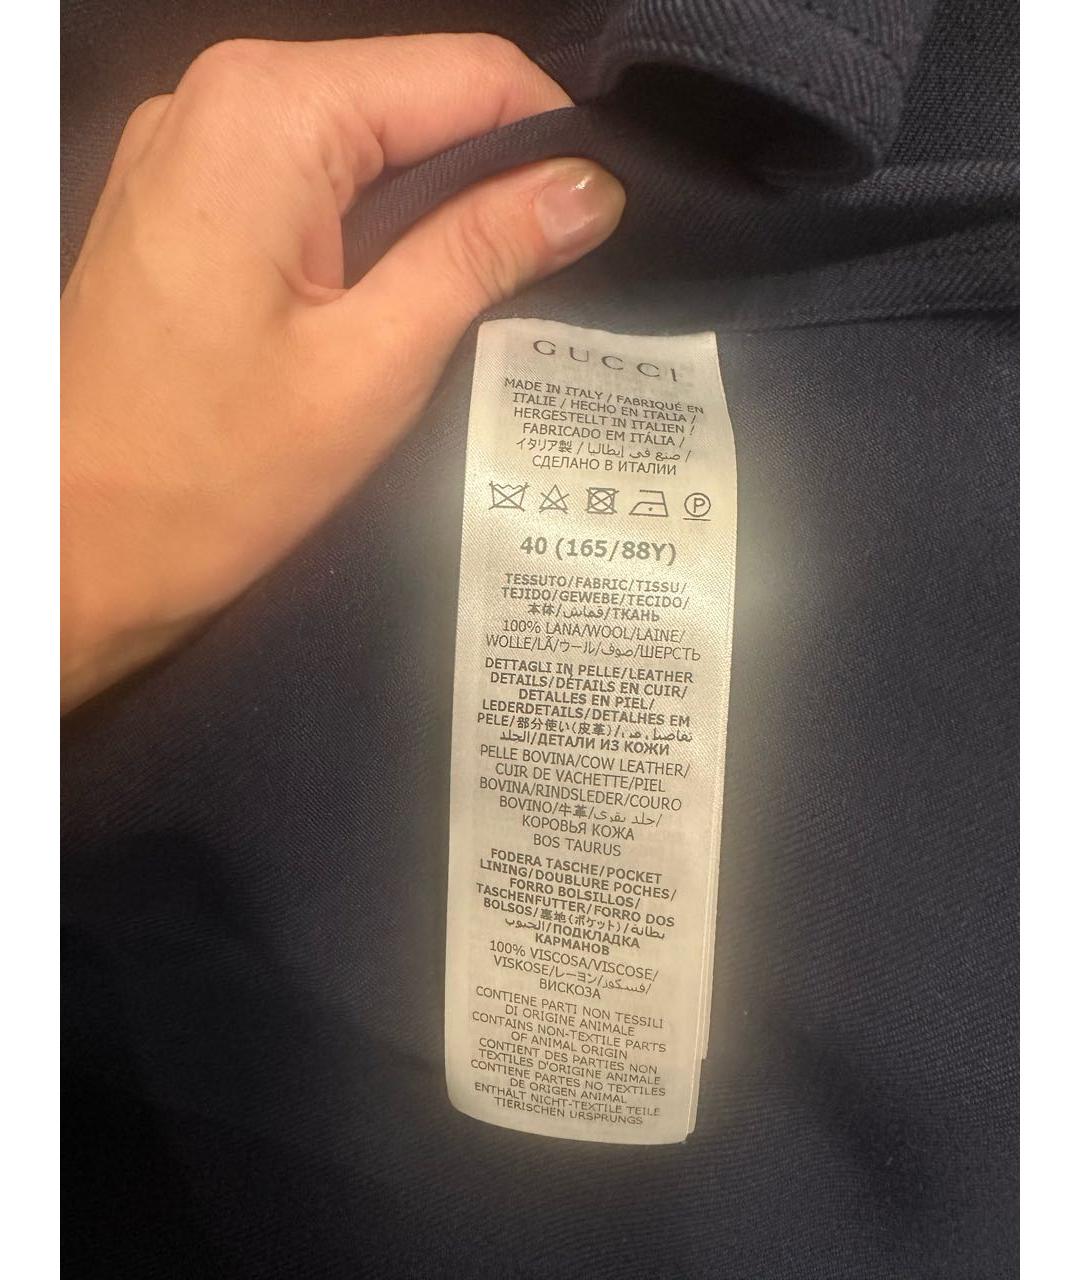 GUCCI
MADE IN ITALY / FABRIQUÉ EN
ITALIE / HECHO EN ITALIA /
HERGESTELLT IN ITALIEN /
FABRICADO EM ITÁLIA /
イタリア製 / صنع في إيطاليا /
СДЕЛАНО В ИТАЛИИ
P
40 (165/88Y)
TESSUTO/FABRIC/TISSU/
TEJIDO/GEWEBE/TECIDO/
本体/قماش/ТКАНЬ
100% LANA/WOOL/LAINE/
WOLLE/LÃ/ウール/صوف/ШЕРСТЬ
DETTAGLI IN PELLE/LEATHER
DETAILS/DÉTAILS EN CUIR/
DETALLES EN PIEL/
LEDERDETAILS/DETALHES EM
PELE/部分使い(皮革)/تفاصيل من
الجلد/ДЕТАЛИ ИЗ КОЖИ
PELLE BOVINA/COW LEATHER/
CUIR DE VACHETTE/PIEL
BOVINA/RINDSLEDER/COURO
BOVINO/牛革/جلد بقري/
КОРОВЬЯ КОЖА
BOS TAURUS
FODERA TASCHE/POCKET
LINING/DOUBLURE POCHES/
FORRO BOLSILLOS/
TASCHENFUTTER/FORRO DOS
BOLSOS/裏地(ポケット)/بطانة
الجيوب/ПОДКЛАДКА
КАРМАНОВ
100% VISCOSA/VISCOSE/
VISKOSE/レーヨン/فسكوز/
ВИСКОЗА
CONTIENE PARTI NON TESSILI
DI ORIGINE ANIMALE
CONTAINS NON-TEXTILE PARTS
OF ANIMAL ORIGIN
CONTIENT DES PARTIES NON
TEXTILES D'ORIGINE ANIMALE
CONTIENE PARTES NO TEXTILES
DE ORIGEN ANIMAL
ENTHÄLT NICHT-TEXTILE TEILE
TIERISCHEN URSPRUNGS